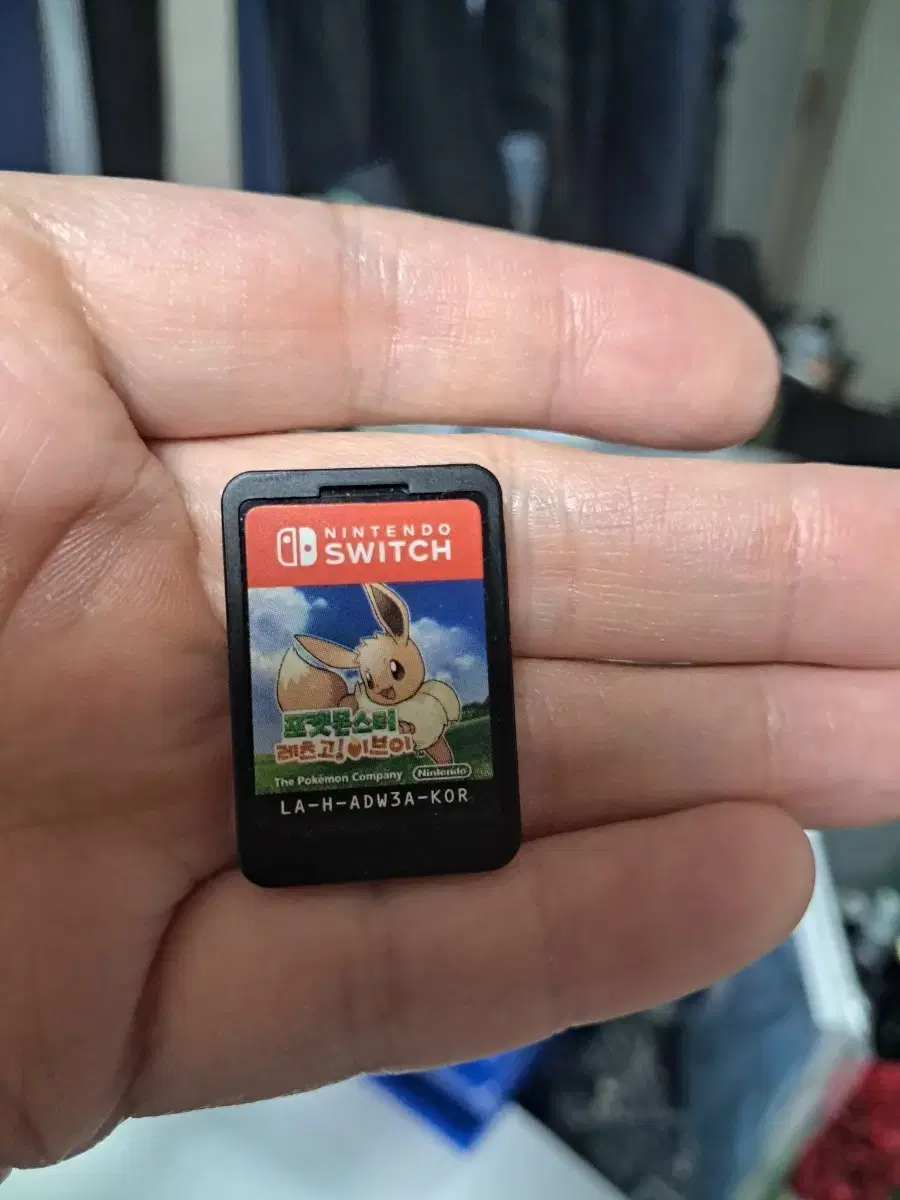 NINTENDO
SWITCH
포켓몬스터
레츠고! 이브이
The Pokémon Company
Nintendo
LA-H-ADW3A-KOR